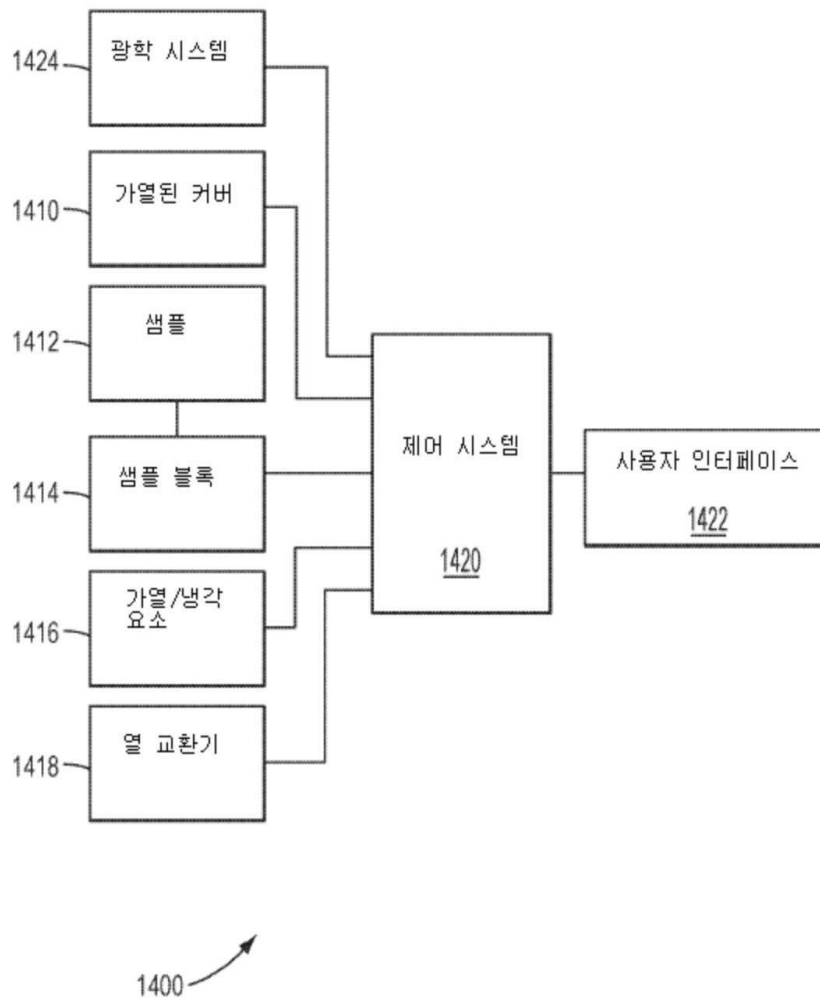 광학 시스템
1424
가열된 커버
1410
샘플
1412
샘플 블록
1414
가열/냉각
요소
1416
열 교환기
1418
제어 시스템
1420
사용자 인터페이스
1422
1400